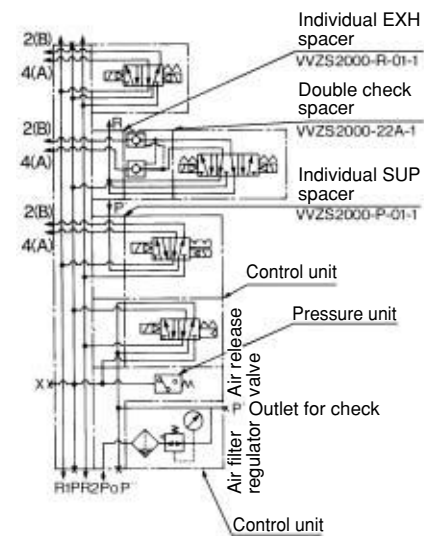 Individual EXH
spacer
2(B)
VVZS2000-R-01-1
4(A)
Double check
spacer
R
2(B)
VVZS2000-22A-1
4(A)
Individual SUP
spacer
P
2(B)
VVZS2000-P-01-1
4(A)
Control unit
Pressure unit
Air release
valve
X
P
Outlet for check
Air filter
regulator
R1PR2PoP
Control unit